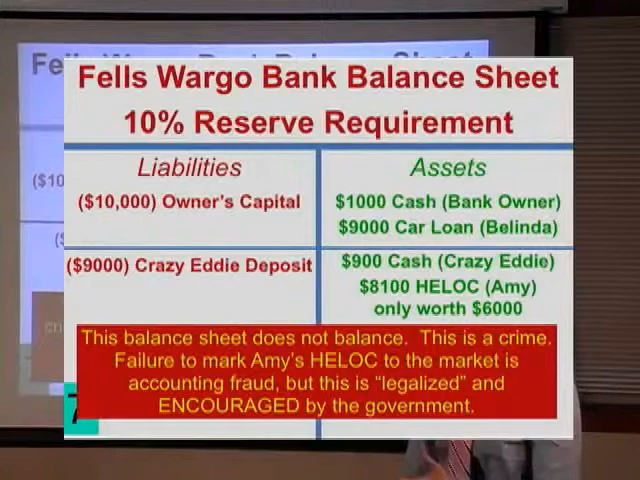 Fells Wargo Bank Balance Sheet
10% Reserve Requirement
Liabilities
Assets
($10,000) Owner's Capital
$1000 Cash (Bank Owner)
$9000 Car Loan (Belinda)
($9000) Crazy Eddie Deposit
$900 Cash (Crazy Eddie)
$8100 HELOC (Amy)
only worth $6000
This balance sheet does not balance.  This is a crime.
Failure to mark Amy's HELOC to the market is
accounting fraud, but this is "legalized" and
ENCOURAGED by the government.